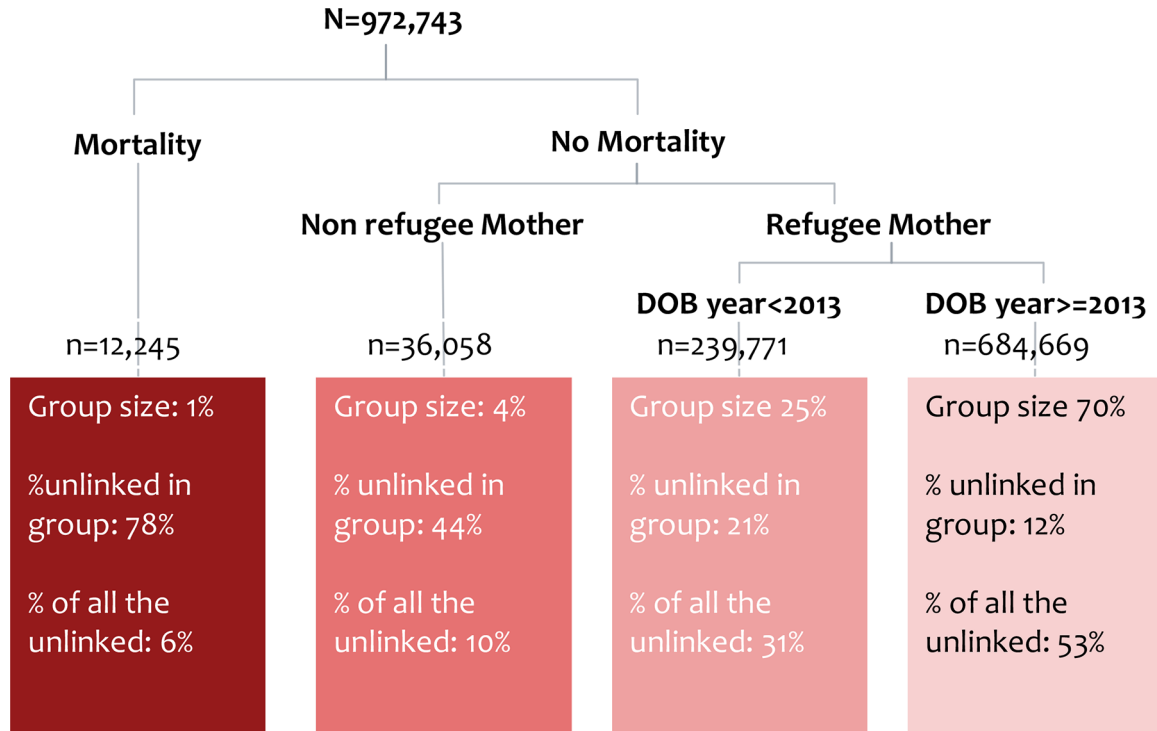 N=972,743
Mortality
No Mortality
Non refugee Mother
Refugee Mother
DOB year<2013
DOB year>=2013
n=12,245
n=36,058
n=239,771
n=684,669
Group size: 1%
%unlinked in
group: 78%
% of all the
unlinked: 6%
Group size: 4%
% unlinked in
group: 44%
% of all the
unlinked: 10%
Group size 25%
% unlinked in
group: 21%
% of all the
unlinked: 31%
Group size 70%
% unlinked in
group: 12%
% of all the
unlinked: 53%